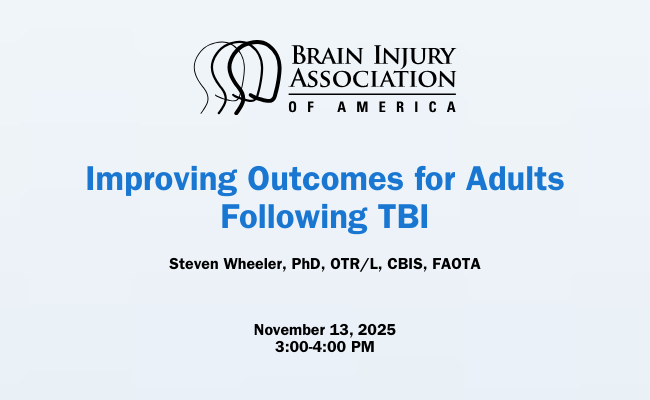 BRAIN INJURY
ASSOCIATION
OF AMERICA
Improving Outcomes for Adults
Following TBI
Steven Wheeler, PhD, OTR/L, CBIS, FAOTA
November 13, 2025
3:00-4:00 PM